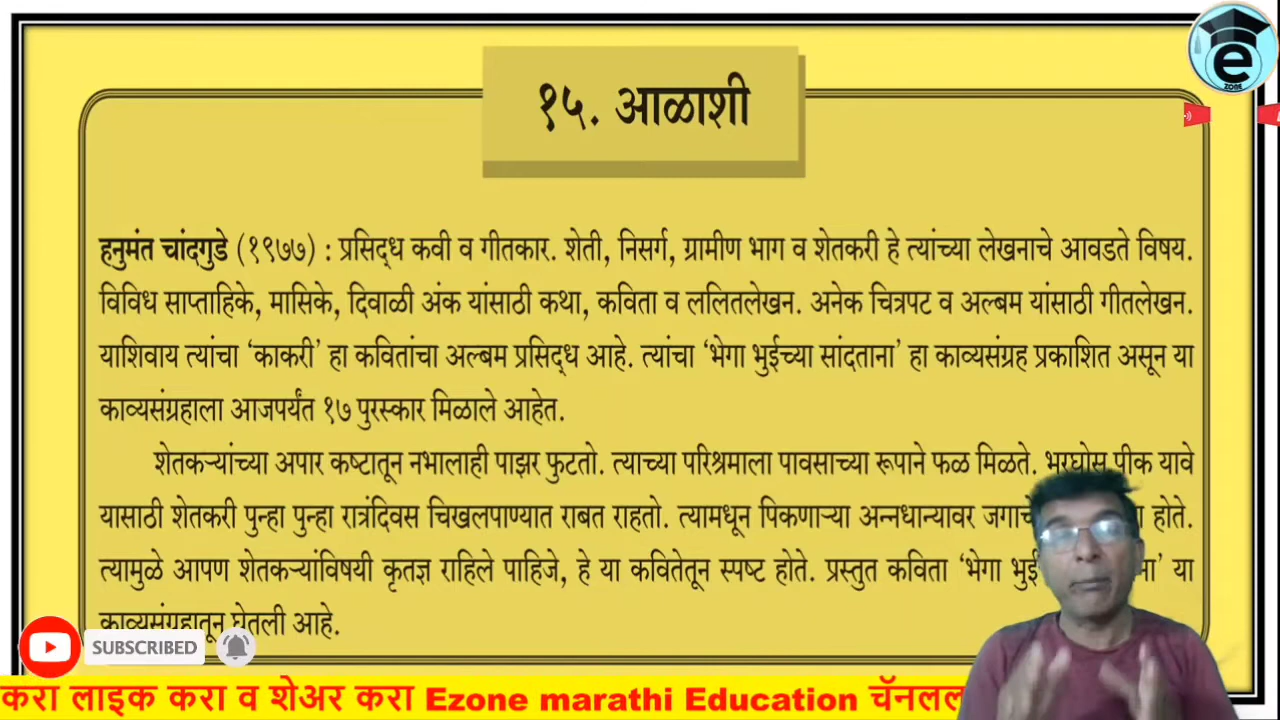 e
ZONE
१५. आळाशी
हनुमंत चांदगुडे (१९७७) : प्रसिद्ध कवी व गीतकार. शेती, निसर्ग, ग्रामीण भाग व शेतकरी हे त्यांच्या लेखनाचे आवडते विषय.
विविध साप्ताहिके, मासिके, दिवाळी अंक यांसाठी कथा, कविता व ललितलेखन. अनेक चित्रपट व अल्बम यांसाठी गीतलेखन.
याशिवाय त्यांचा ‘काकरी’ हा कवितांचा अल्बम प्रसिद्ध आहे. त्यांचा ‘भेगा भुईच्या सांदताना’ हा काव्यसंग्रह प्रकाशित असून या
काव्यसंग्रहाला आजपर्यंत १७ पुरस्कार मिळाले आहेत.
शेतकऱ्यांच्या अपार कष्टातून नभालाही पाझर फुटतो. त्याच्या परिश्रमाला पावसाच्या रूपाने फळ मिळते. भरघोस पीक यावे
यासाठी शेतकरी पुन्हा पुन्हा रात्रंदिवस चिखलपाण्यात राबत राहतो. त्यामधून पिकणाऱ्या अन्नधान्यावर जगाचे होते.
त्यामुळे आपण शेतकऱ्यांविषयी कृतज्ञ राहिले पाहिजे, हे या कवितेतून स्पष्ट होते. प्रस्तुत कविता ‘भेगा या
काव्यसंग्रहातून घेतली आहे.
SUBSCRIBED
करा लाइक करा व शेअर करा Ezone marathi Education